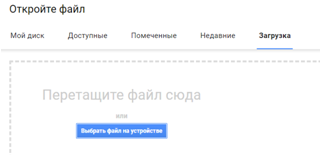 Откройте файл
Мой диск Доступные Помеченные Недавние Загрузка
Перетащите файл сюда
или
Выбрать файл на устройстве